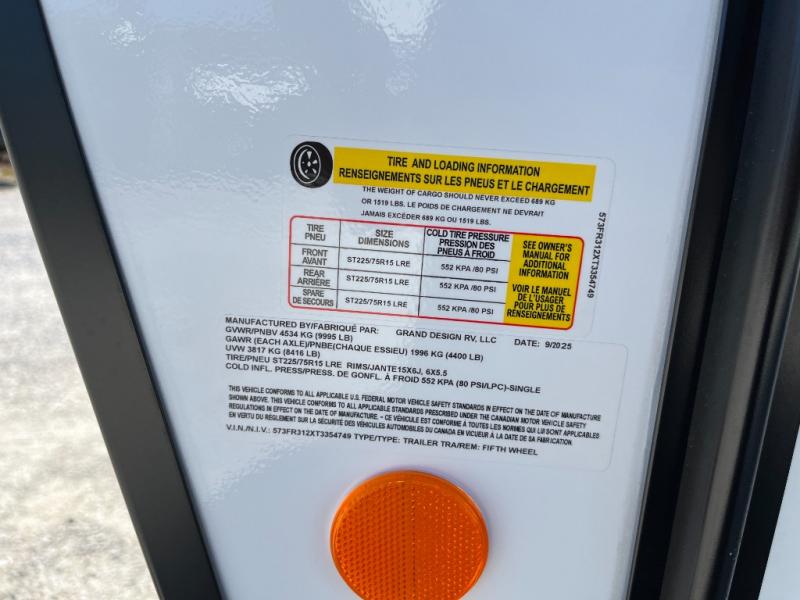 TIRE AND LOADING INFORMATION
RENSEIGNEMENTS SUR LES PNEUS ET LE CHARGEMENT
THE WEIGHT OF CARGO SHOULD NEVER EXCEED 689 KG
OR 1519 LBS. LE POIDS DE CHARGEMENT NE DEVRAIT
JAMAIS EXCÉDER 689 KG OU 1519 LBS.
TIRE
PNEU
SIZE
DIMENSIONS
COLD TIRE PRESSURE
PRESSION DES
PNEUS À FROID
FRONT
AVANT
ST225/75R15 LRE
552 KPA /80 PSI
REAR
ARRIÈRE
ST225/75R15 LRE
552 KPA /80 PSI
SPARE
DE SECOURS
ST225/75R15 LRE
552 KPA /80 PSI
SEE OWNER'S
MANUAL FOR
ADDITIONAL
INFORMATION
VOIR LE MANUEL
DE L'USAGER
POUR PLUS DE
RENSEIGNEMENTS
573FR312XT3354749
MANUFACTURED BY/FABRIQUÉ PAR: GRAND DESIGN RV, LLC DATE: 9/2025
GVWR/PNBV 4534 KG (9995 LB)
GAWR (EACH AXLE)/PNBE(CHAQUE ESSIEU) 1996 KG (4400 LB)
UVW 3817 KG (8416 LB)
TIRE/PNEU ST225/75R15 LRE RIMS/JANTE15X6J, 6X5.5
COLD INFL. PRESS/PRESS. DE GONFL. À FROID 552 KPA (80 PSI/LPC)-SINGLE
THIS VEHICLE CONFORMS TO ALL APPLICABLE U.S. FEDERAL MOTOR VEHICLE SAFETY STANDARDS IN EFFECT ON THE DATE OF MANUFACTURE
SHOWN ABOVE. THIS VEHICLE CONFORMS TO ALL APPLICABLE STANDARDS PRESCRISED UNDER THE CANADIAN MOTOR VEHICLE SAFETY
REGULATIONS IN EFFECT ON THE DATE OF MANUFACTURE. - CE VÉHICULE EST CONFORME À TOUTES LES NORMES QUI LUI SONT APPLICABLES
EN VERTU DU RÈGLEMENT SUR LA SÉCURITÉ DES VÉHICULES AUTOMOBILES DU CANADA EN VIGUEUR À LA DATE DE SA FABRICATION.
V.I.N./N.I.V.: 573FR312XT3354749 TYPE/TYPE: TRAILER TRA/REM: FIFTH WHEEL